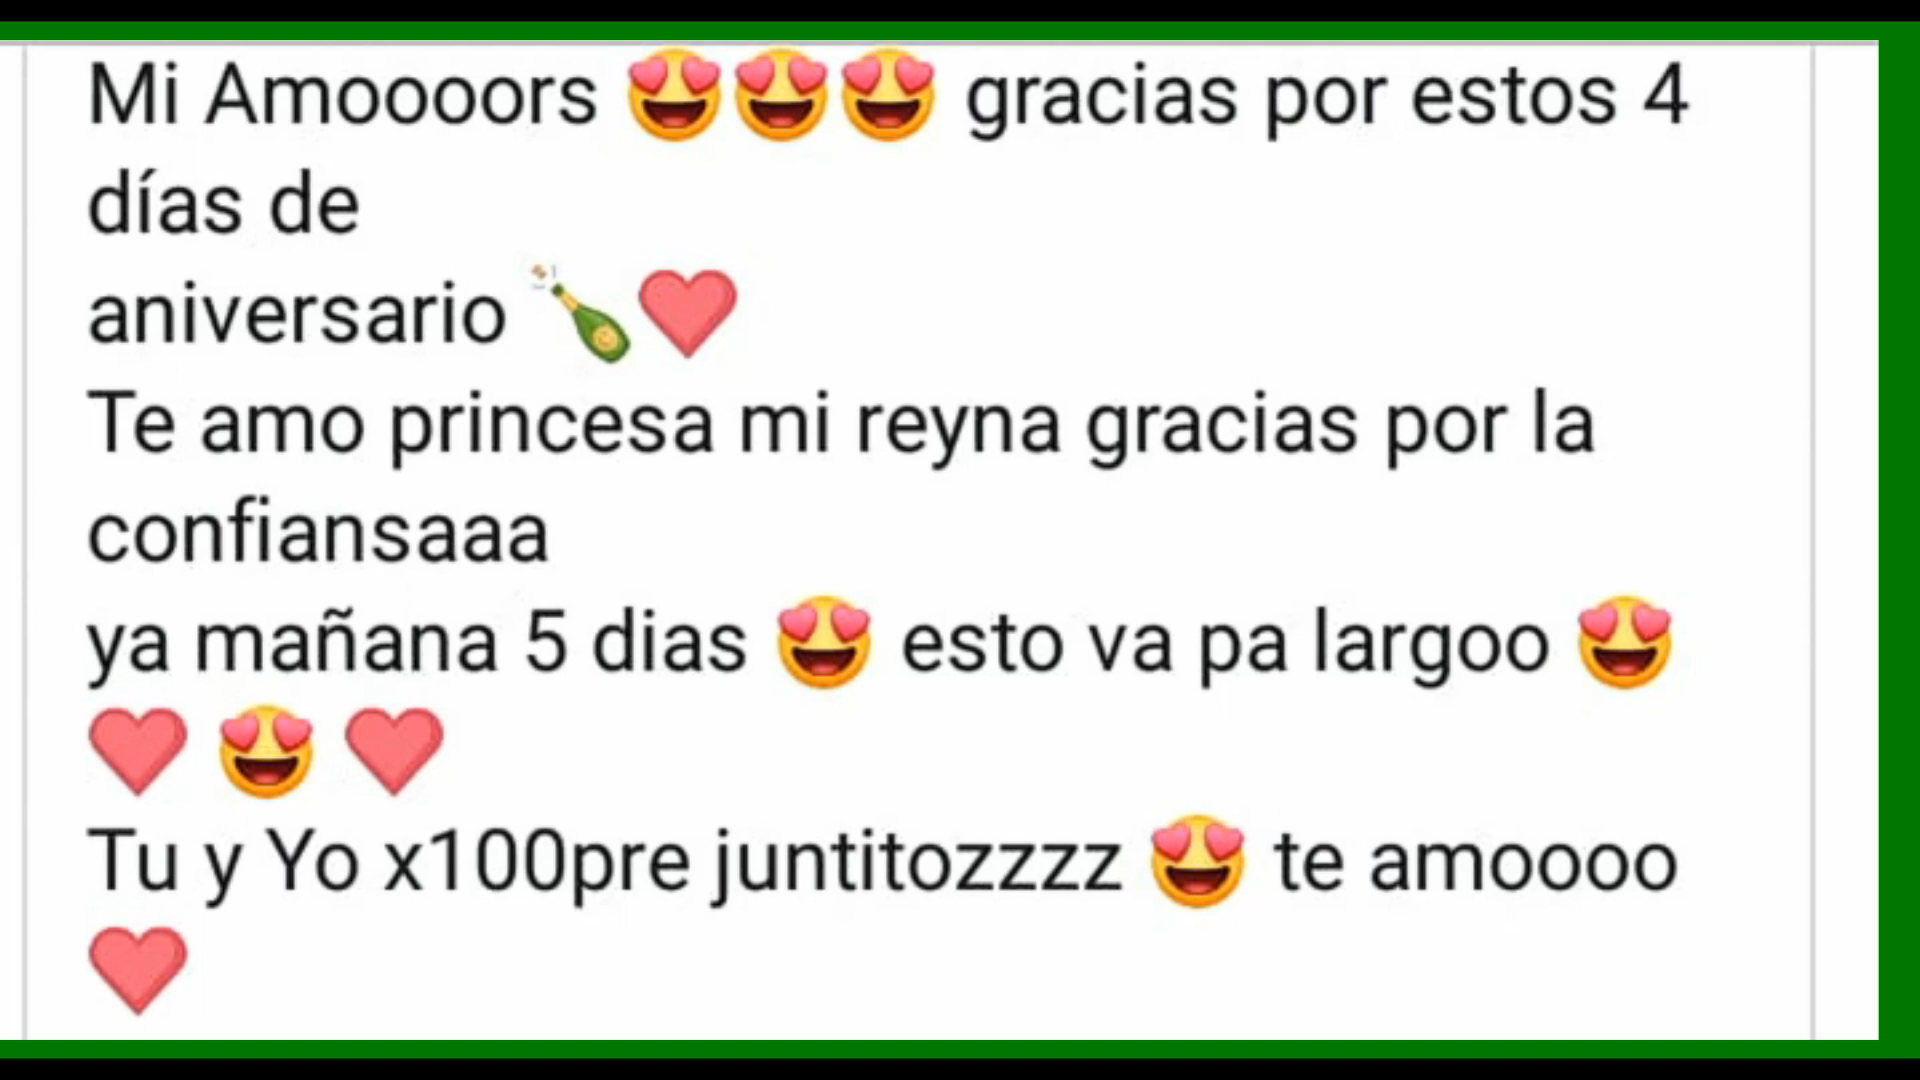 Mi Amoooors 😍😍😍 gracias por estos 4
días de
aniversario 🍾❤️
Te amo princesa mi reyna gracias por la
confiansaaa
ya mañana 5 dias 😍 esto va pa largoo 😍
❤️ 😍 ❤️
Tu y Yo x100pre juntitozzzz 😍 te amoooo
❤️